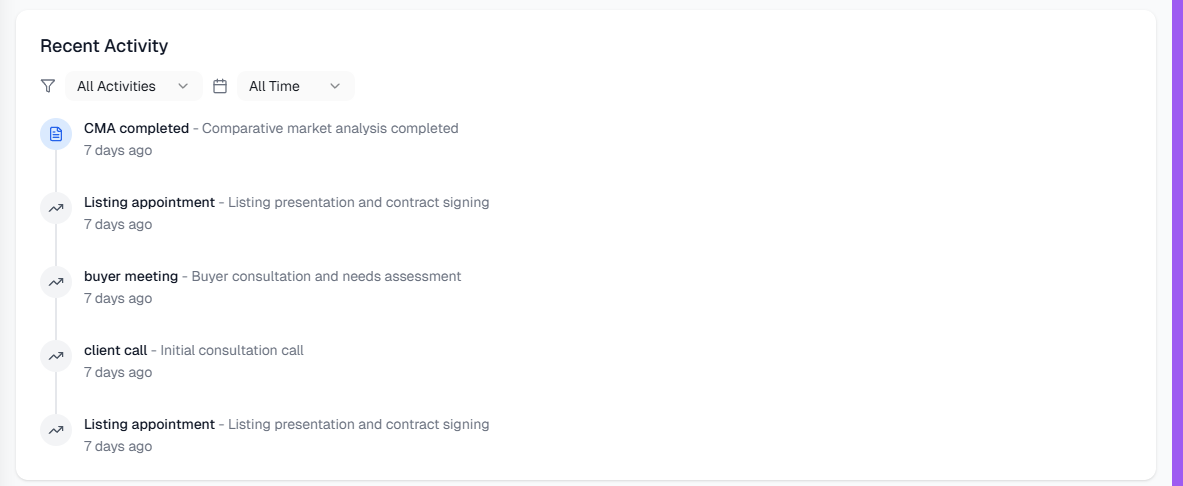 Recent Activity
All Activities
All Time
CMA completed - Comparative market analysis completed
7 days ago
Listing appointment - Listing presentation and contract signing
7 days ago
buyer meeting - Buyer consultation and needs assessment
7 days ago
client call - Initial consultation call
7 days ago
Listing appointment - Listing presentation and contract signing
7 days ago